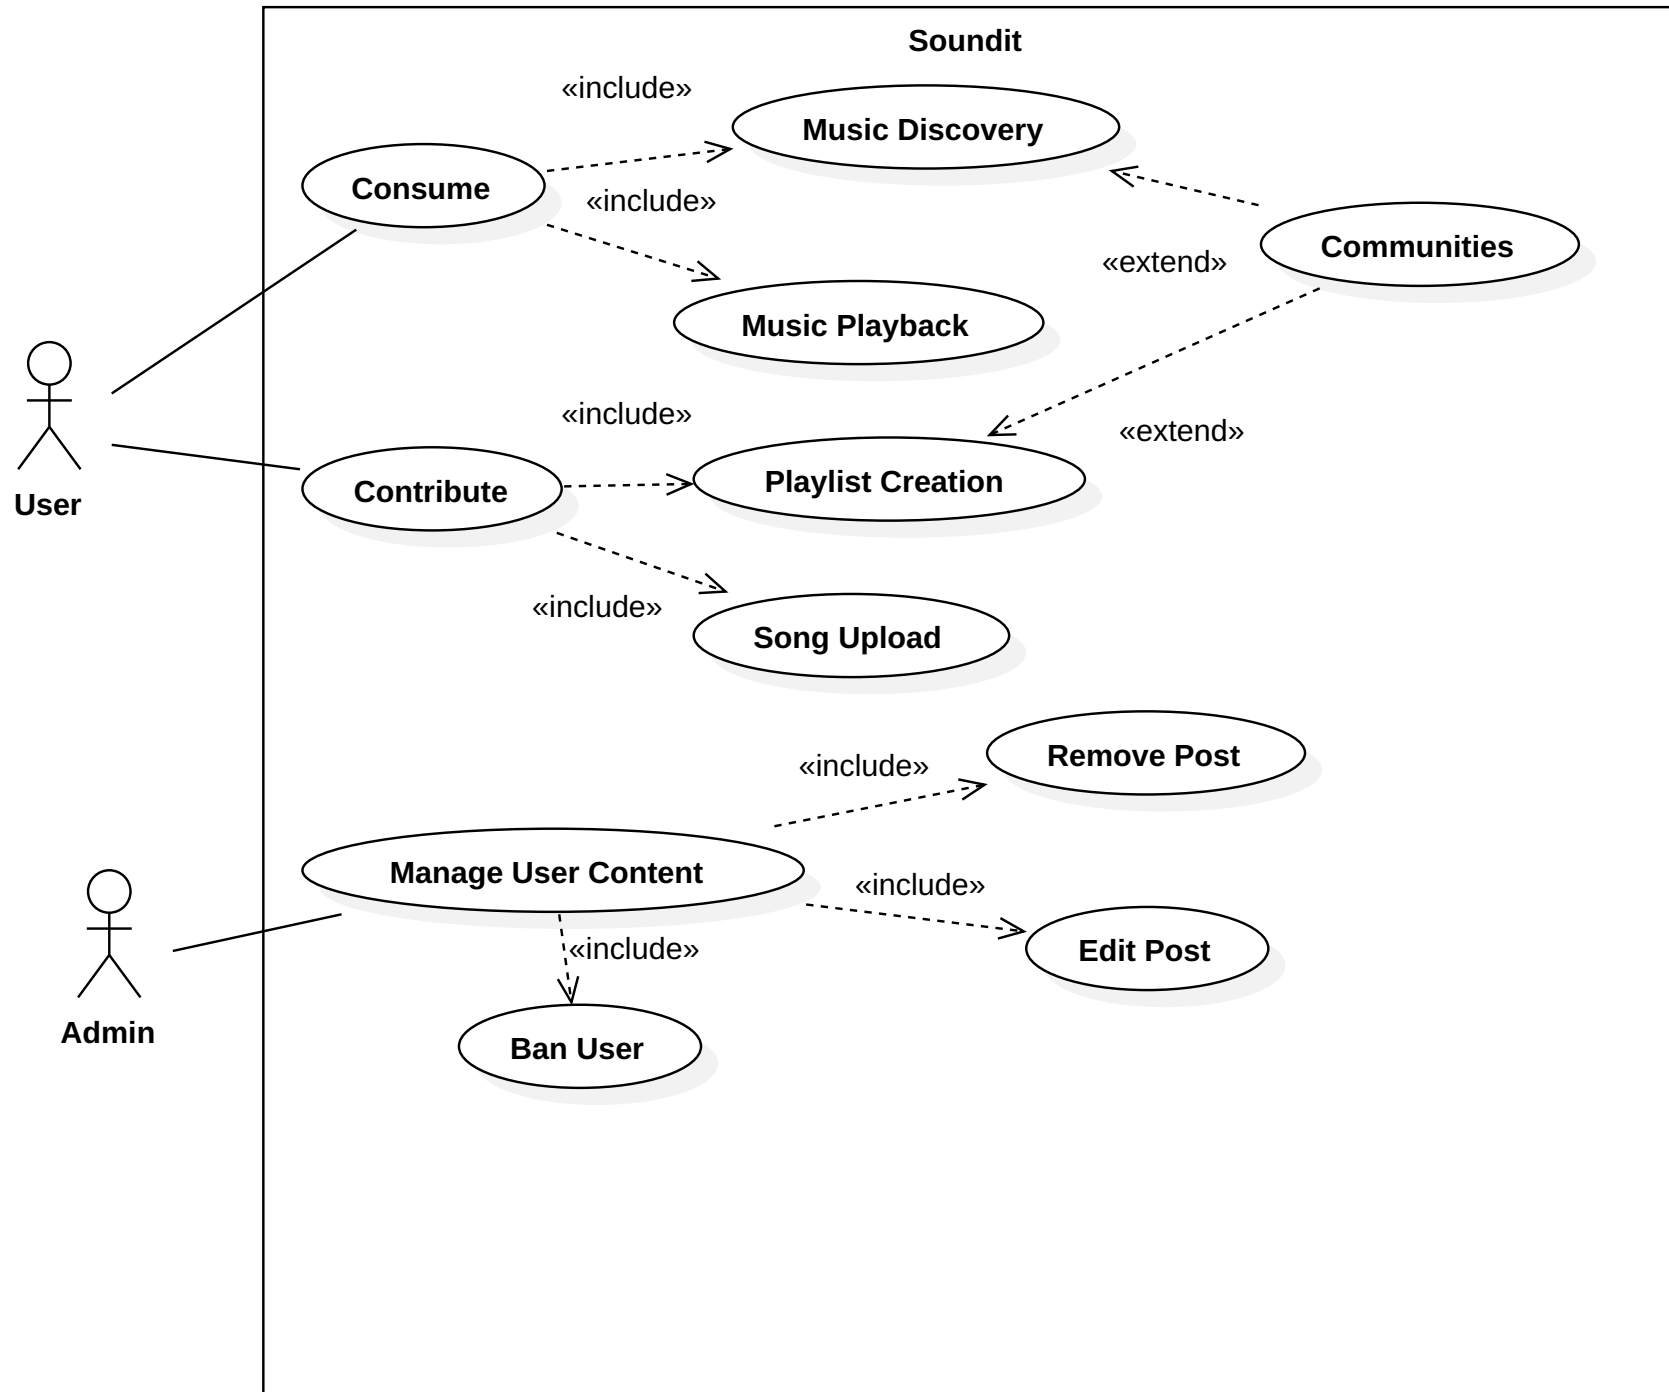 Soundit
«include»
Music Discovery
Consume
«include»
Communities
«extend»
Music Playback
«include»
«extend»
Playlist Creation
Contribute
User
«include»
Song Upload
Remove Post
«include»
Manage User Content
«include»
«include»
Edit Post
Admin
Ban User